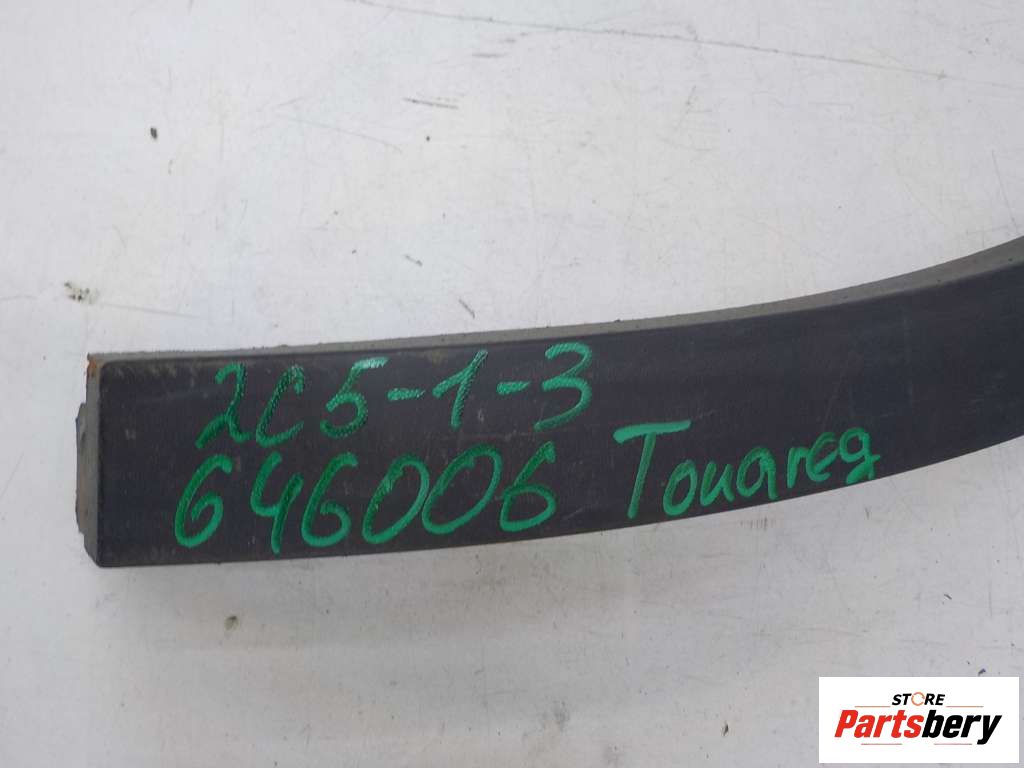 2C5-1-3
646006 Touareg
STORE
Partsbery